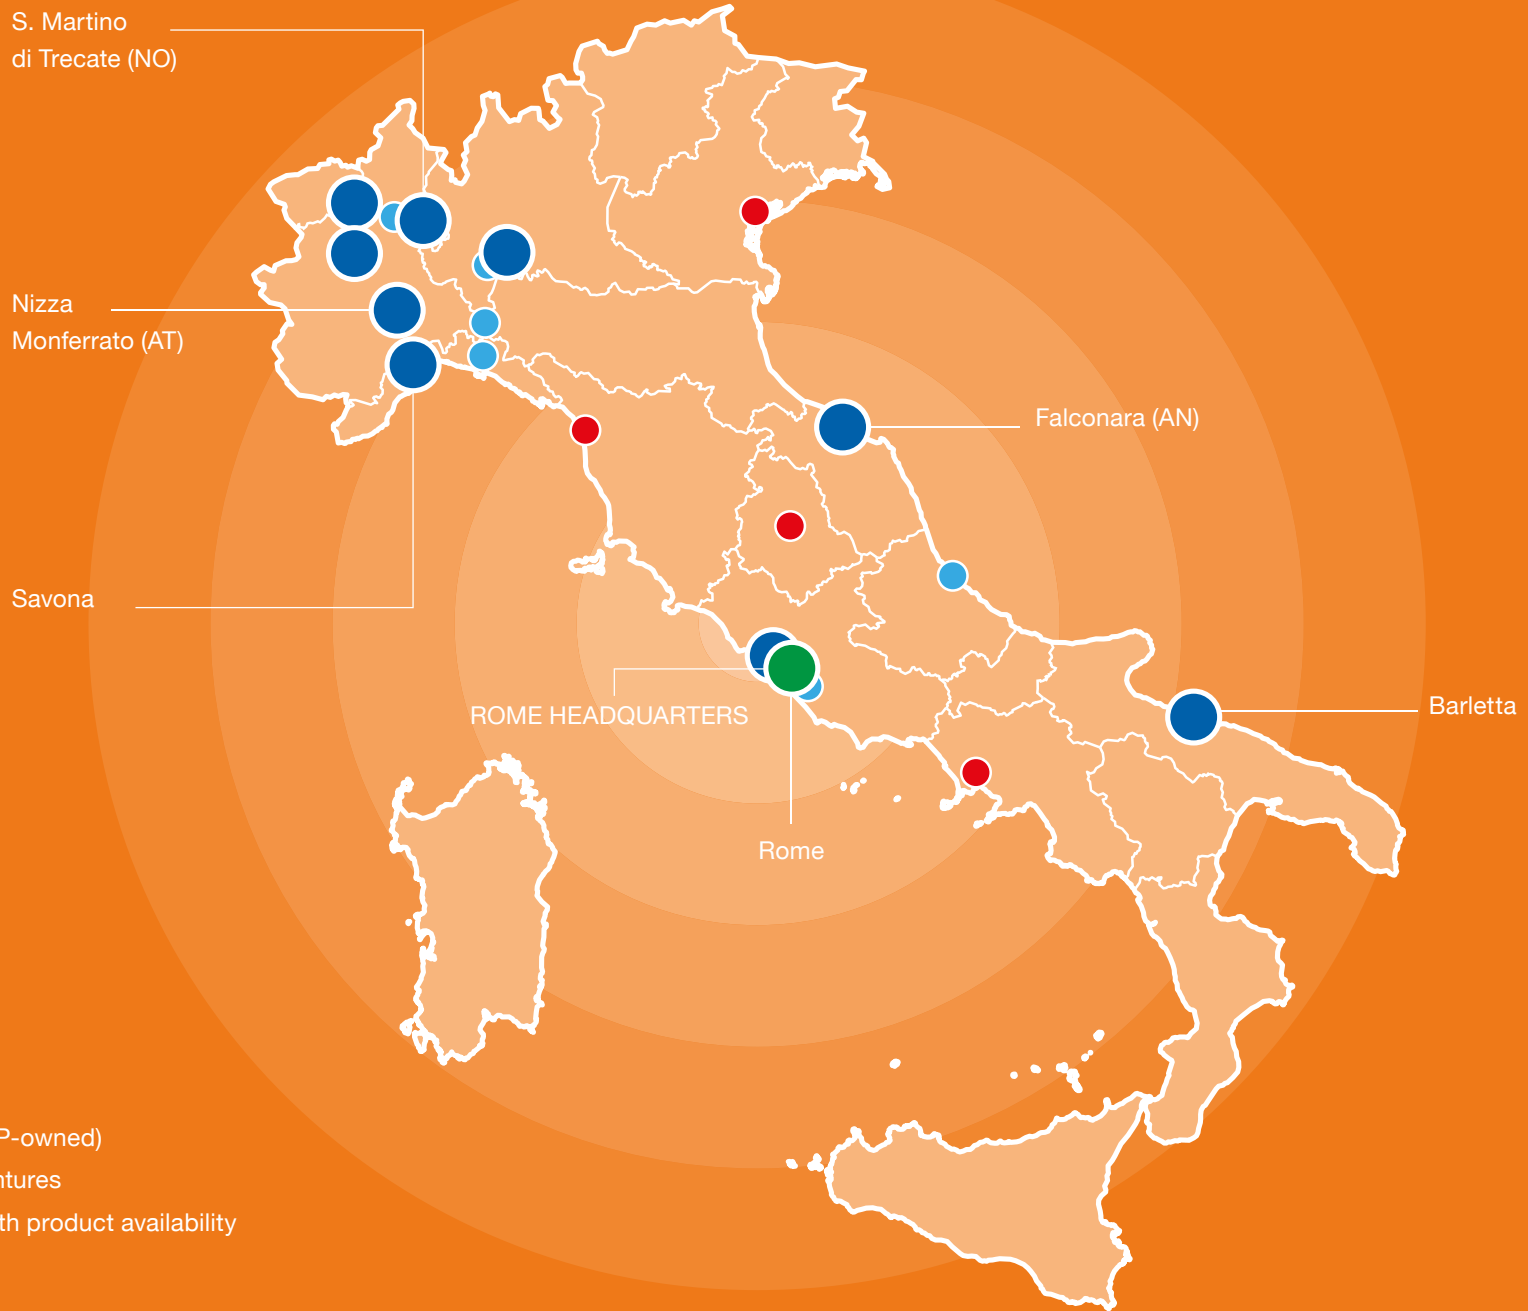 S. Martino
di Trecate (NO)
Nizza
Monferrato (AT)
Falconara (AN)
Savona
ROME HEADQUARTERS
Barletta
Rome
P-owned)
ntures
th product availability